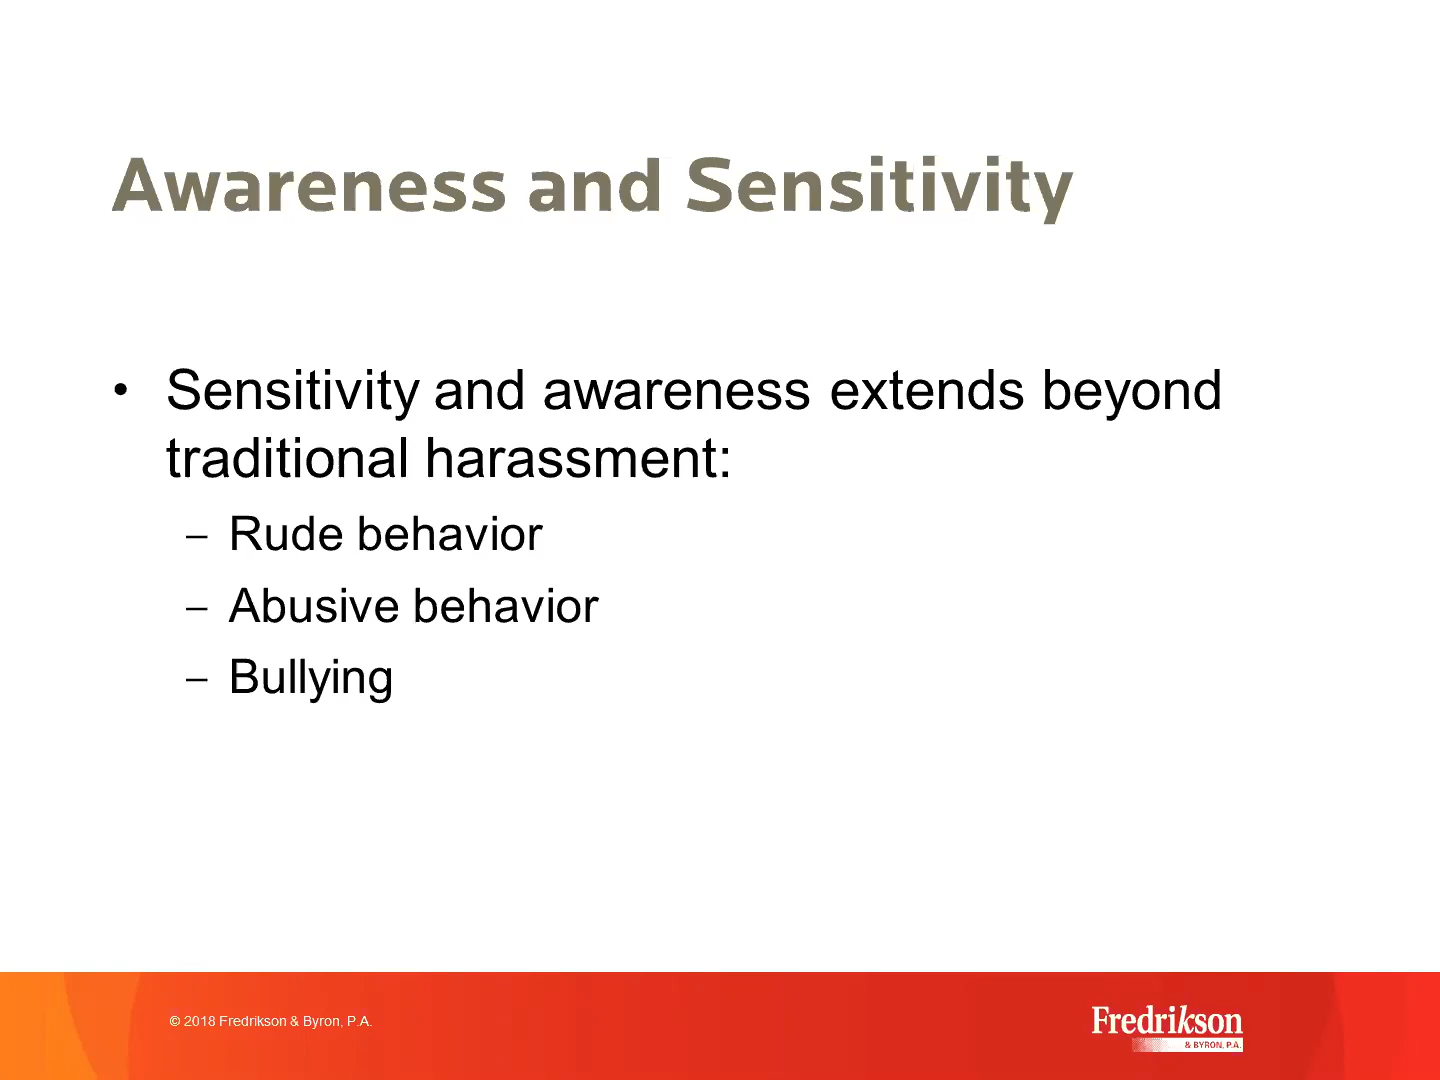 Awareness and Sensitivity
• Sensitivity and awareness extends beyond
traditional harassment:
– Rude behavior
– Abusive behavior
– Bullying
© 2018 Fredrikson & Byron, P.A.
Fredrikson
& BYRON, P.A.